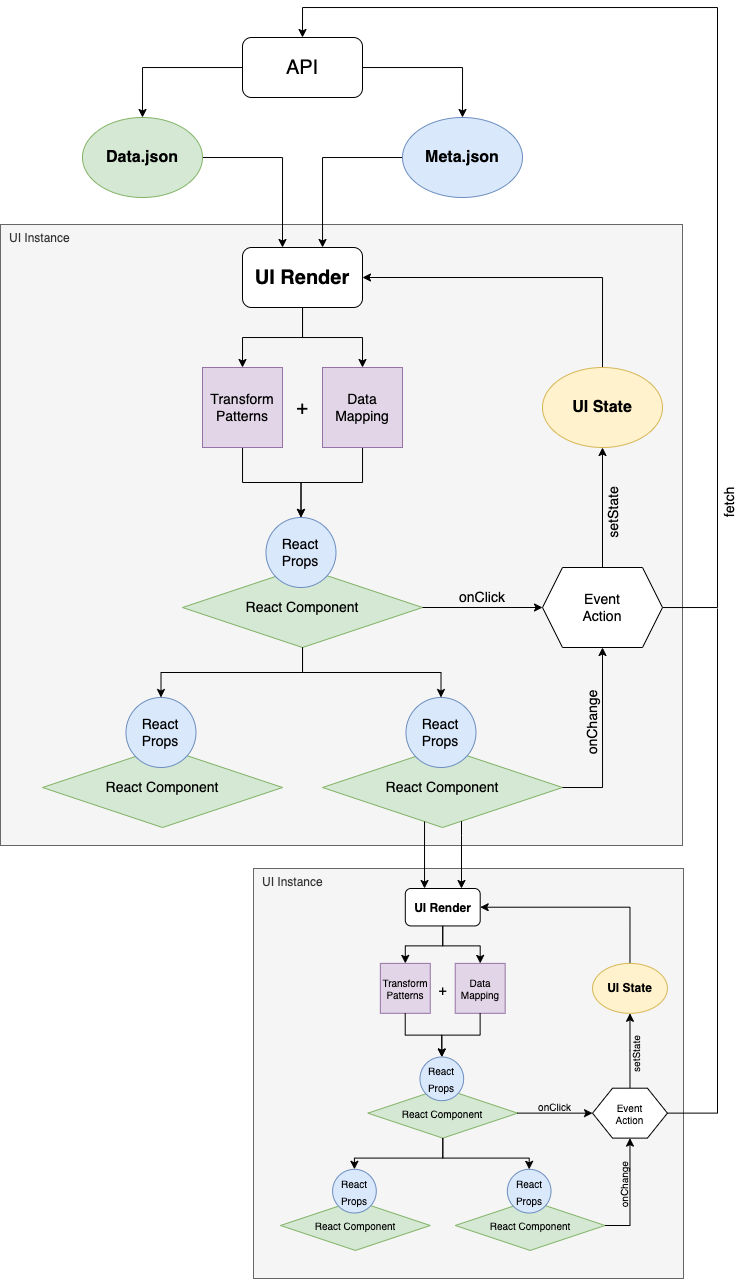 API
Data.json
Meta.json
UI Instance
UI Render
Transform
Patterns
+
Data
Mapping
UI State
setState
fetch
React
Props
React Component
onClick
Event
Action
onChange
React
Props
React Component
React
Props
React Component
UI Instance
UI Render
Transform
Patterns
+
Data
Mapping
UI State
setState
React
Props
React Component
onClick
Event
Action
onChange
React
Props
React Component
React
Props
React Component